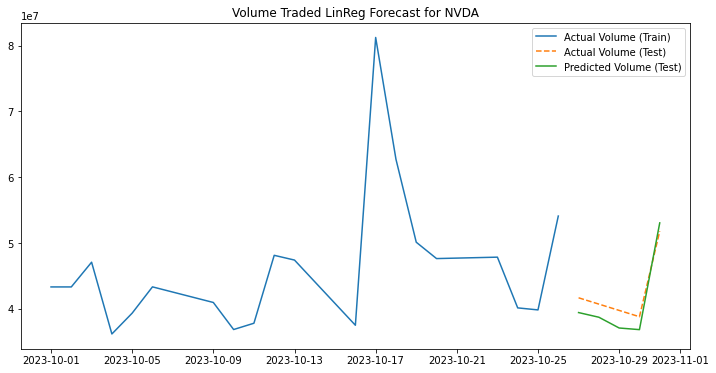 Volume Traded LinReg Forecast for NVDA
1e7
Actual Volume (Train)
Actual Volume (Test)
Predicted Volume (Test)
8
7
6
5
4
2023-10-01 2023-10-05 2023-10-09 2023-10-13 2023-10-17 2023-10-21 2023-10-25 2023-10-29 2023-11-01